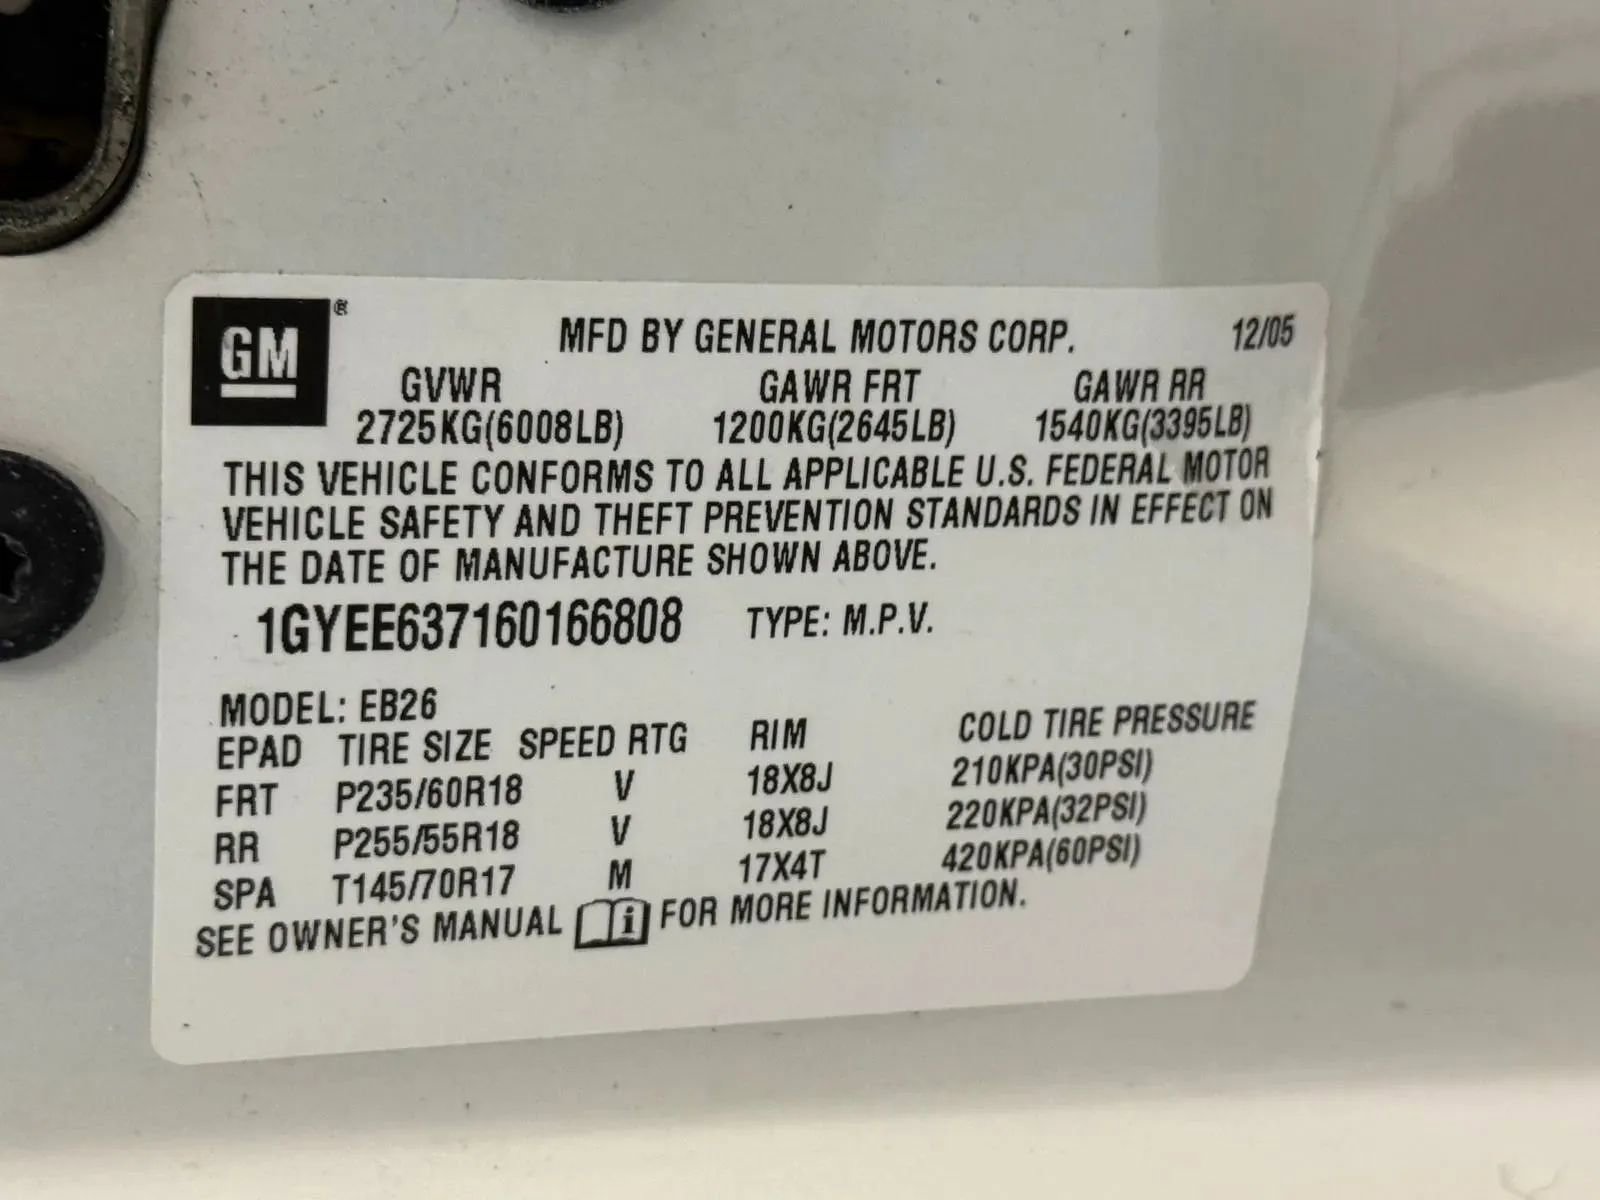 GM®
MFD BY GENERAL MOTORS CORP. 12/05
GVWR GAWR FRT GAWR RR
2725KG(6008LB) 1200KG(2645LB) 1540KG(3395LB)
THIS VEHICLE CONFORMS TO ALL APPLICABLE U.S. FEDERAL MOTOR
VEHICLE SAFETY AND THEFT PREVENTION STANDARDS IN EFFECT ON
THE DATE OF MANUFACTURE SHOWN ABOVE.
1GYEE637160166808 TYPE: M.P.V.
MODEL: EB26
EPAD TIRE SIZE SPEED RTG RIM COLD TIRE PRESSURE
FRT P235/60R18 V 18X8J 210KPA(30PSI)
RR P255/55R18 V 18X8J 220KPA(32PSI)
SPA T145/70R17 M 17X4T 420KPA(60PSI)
SEE OWNER'S MANUAL i FOR MORE INFORMATION.